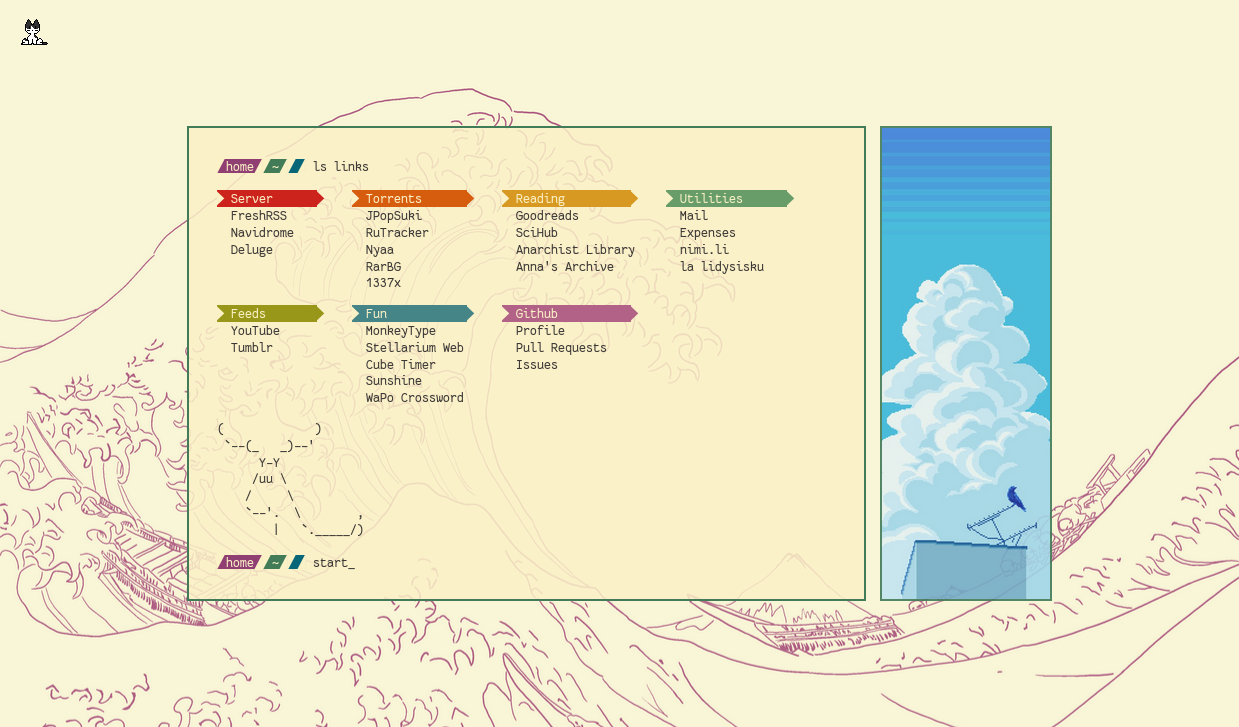 home ~ ls links
Server
FreshRSS
Navidrome
Deluge
Torrents
JPopSuki
RuTracker
Nyaa
RarBG
1337x
Reading
Goodreads
SciHub
Anarchist Library
Anna's Archive
Utilities
Mail
Expenses
nimi.li
la lidysisku
Feeds
YouTube
Tumblr
Fun
MonkeyType
Stellarium Web
Cube Timer
Sunshine
WaPo Crossword
Github
Profile
Pull Requests
Issues
(             )
 `--(_   _)--'
      Y-Y
     /uu \
    /     \
    `--'.  \        ,
        |   `._____/)
home ~ start_